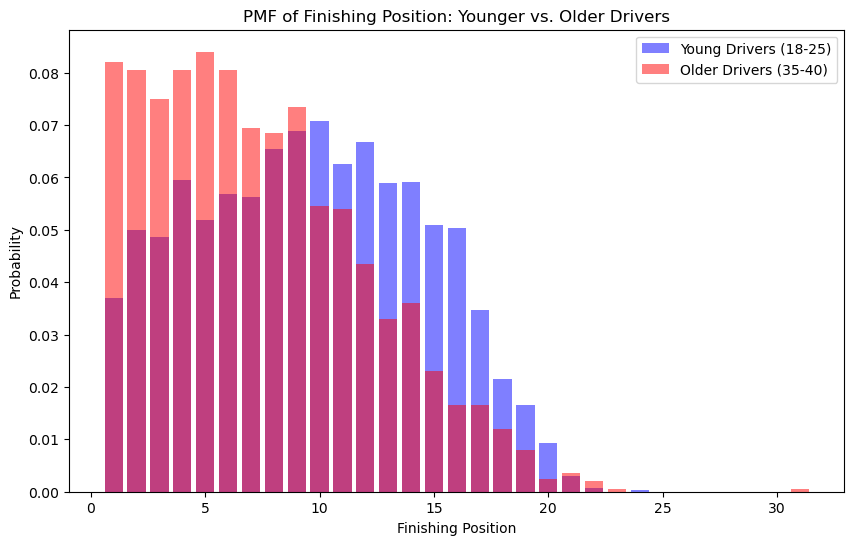 PMF of Finishing Position: Younger vs. Older Drivers
Young Drivers (18-25)
Older Drivers (35-40)
Probability
0.08
0.07
0.06
0.05
0.04
0.03
0.02
0.01
0.00
0 5 10 15 20 25 30
Finishing Position